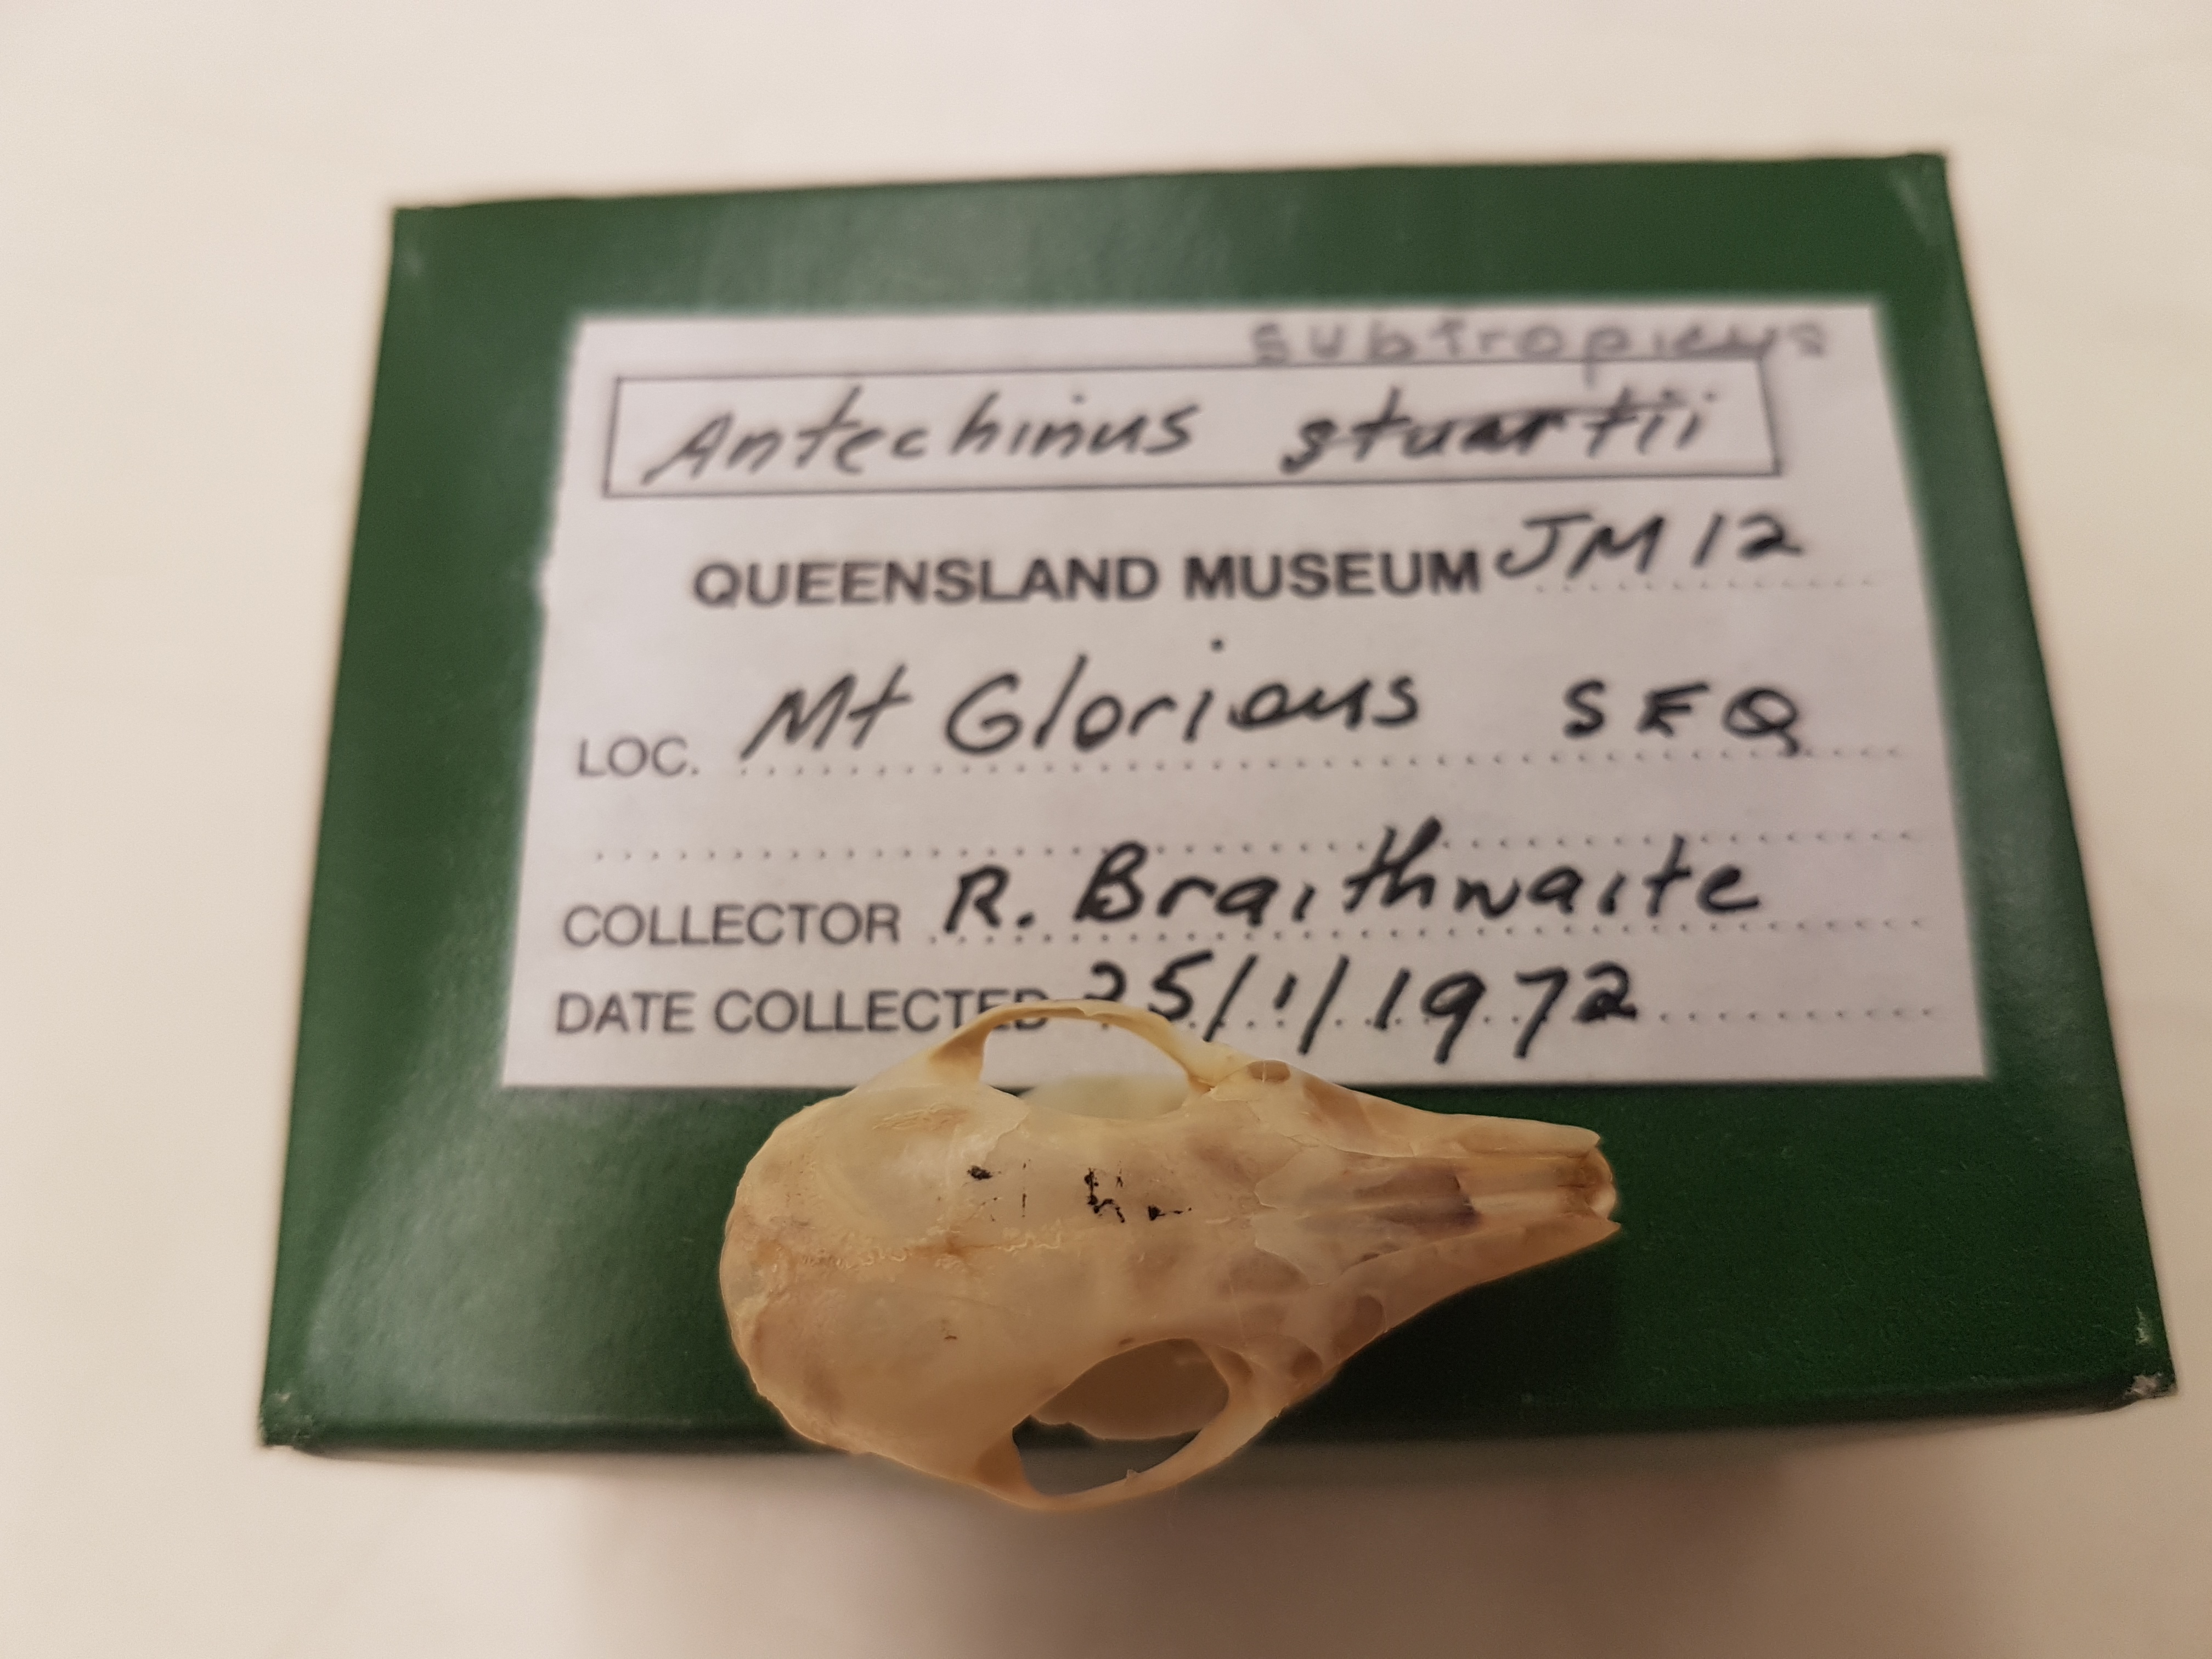 subtropicus
Antechinus stuartii
QUEENSLAND MUSEUM JM 12
LOC. Mt Glorious SEQ
COLLECTOR R. Braithwaite
DATE COLLECTED 25/1/1972